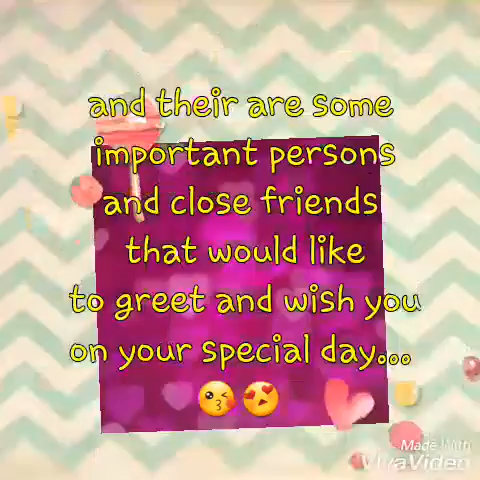 and their are some
important persons
and close friends
that would like
to greet and wish you
on your special day...
😘😍
Made With
VivaVideo